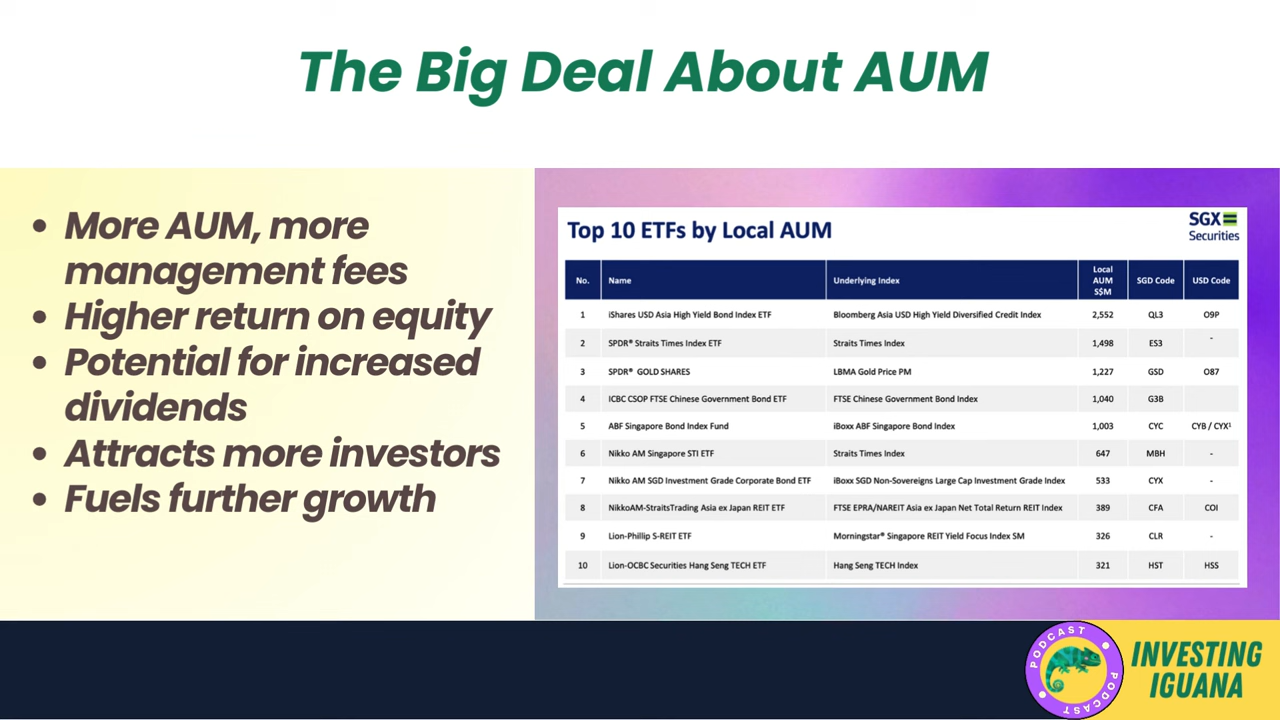 The Big Deal About AUM
• More AUM, more
management fees
• Higher return on equity
• Potential for increased
dividends
• Attracts more investors
• Fuels further growth
Top 10 ETFs by Local AUM
SGX
Securities
No. Name Underlying Index Local AUM S$M SGD Code USD Code
1 iShares USD Asia High Yield Bond Index ETF Bloomberg Asia USD High Yield Diversified Credit Index 2,552 QL3 O9P
2 SPDR® Straits Times Index ETF Straits Times Index 1,498 ES3 -
3 SPDR® GOLD SHARES LBMA Gold Price PM 1,227 GSD O87
4 ICBC CSOP FTSE Chinese Government Bond ETF FTSE Chinese Government Bond Index 1,040 G3B
5 ABF Singapore Bond Index Fund iBoxx ABF Singapore Bond Index 1,003 CYC CYB / CYX¹
6 Nikko AM Singapore STI ETF Straits Times Index 647 MBH -
7 Nikko AM SGD Investment Grade Corporate Bond ETF iBoxx SGD Non-Sovereigns Large Cap Investment Grade Index 533 CYX -
8 NikkoAM-StraitsTrading Asia ex Japan REIT ETF FTSE EPRA/NAREIT Asia ex Japan Net Total Return REIT Index 389 CFA COI
9 Lion-Phillip S-REIT ETF Morningstar® Singapore REIT Yield Focus Index SM 326 CLR -
10 Lion-OCBC Securities Hang Seng TECH ETF Hang Seng TECH Index 321 HST HSS
PODCAST
PODCAST
INVESTING
IGUANA